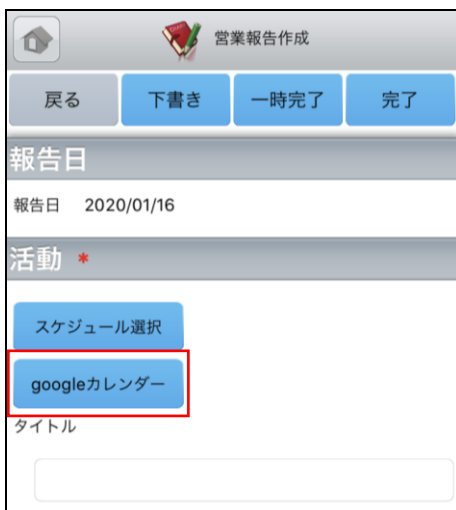 営業報告作成
戻る 下書き 一時完了 完了
報告日
報告日 2020/01/16
活動 *
スケジュール選択
googleカレンダー
タイトル